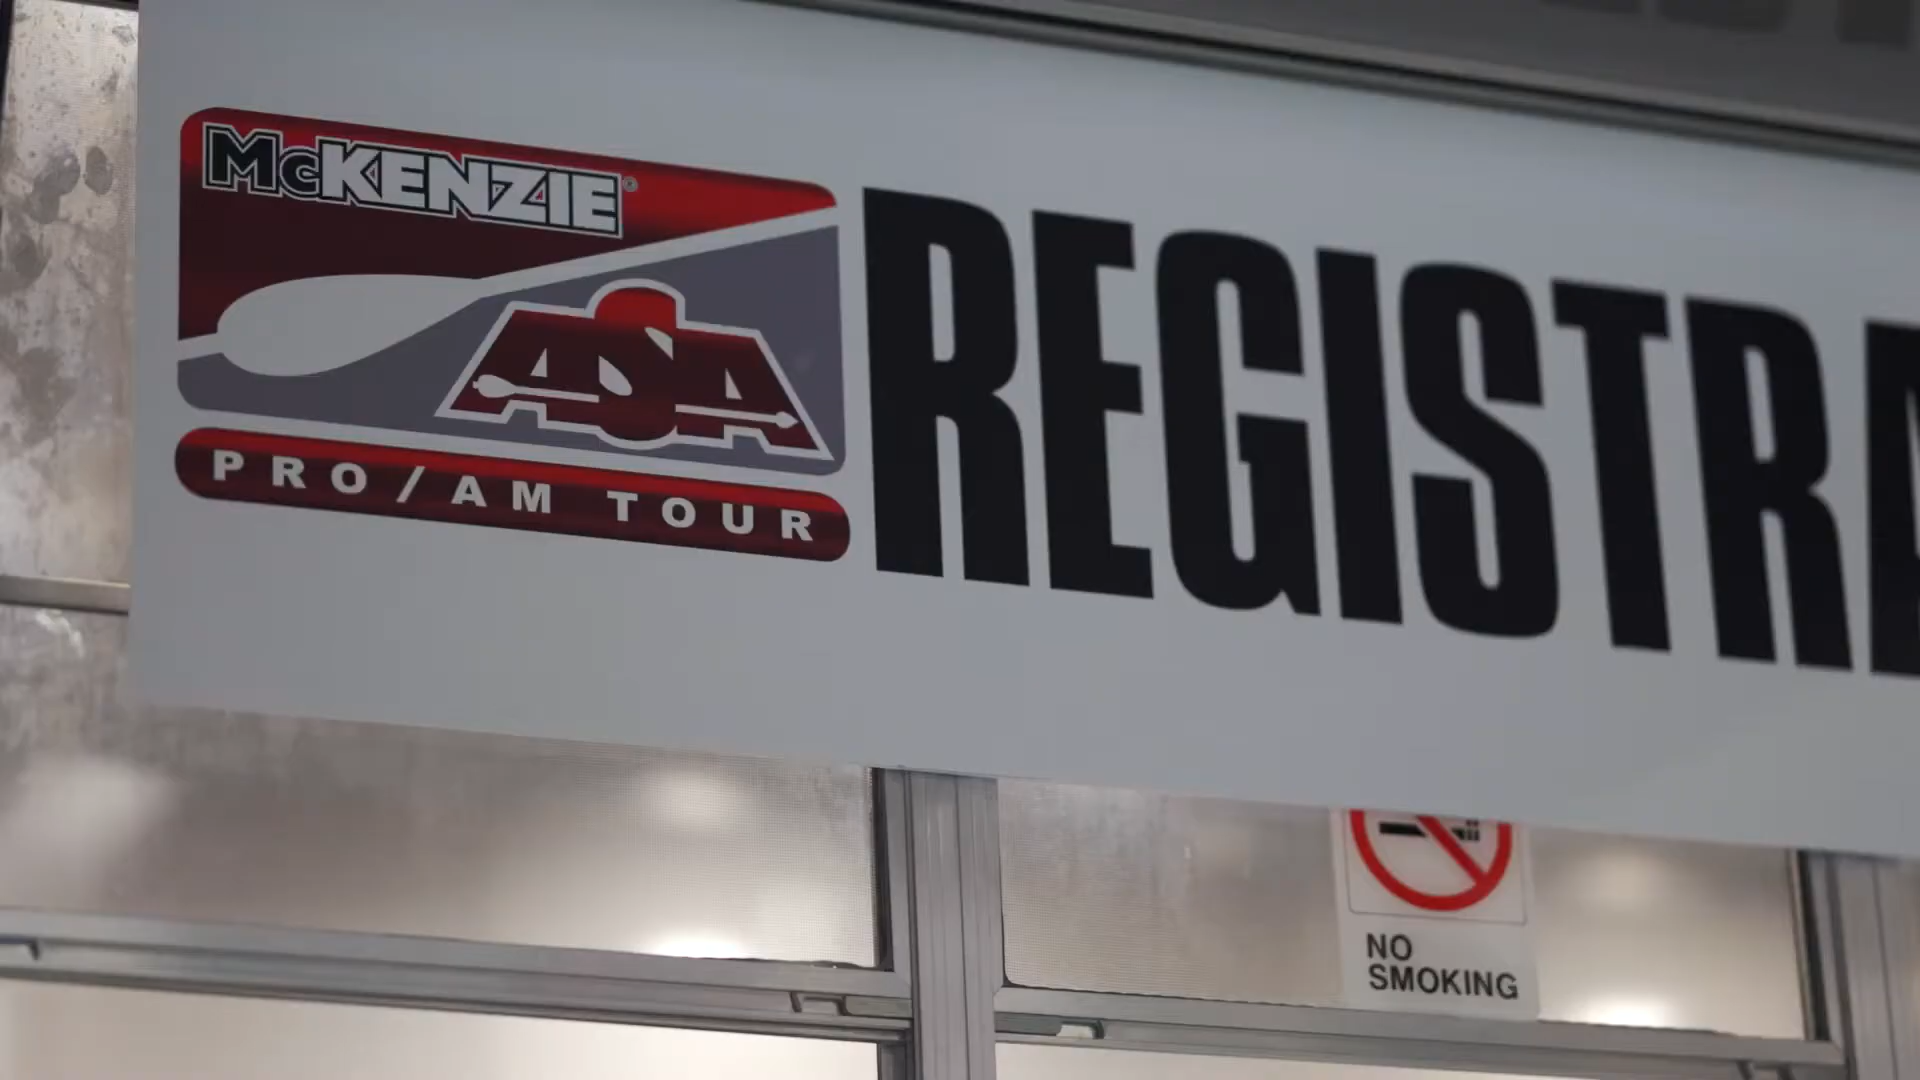 McKENZIE®
ASA
PRO/AM TOUR
REGISTRA
NO
SMOKING